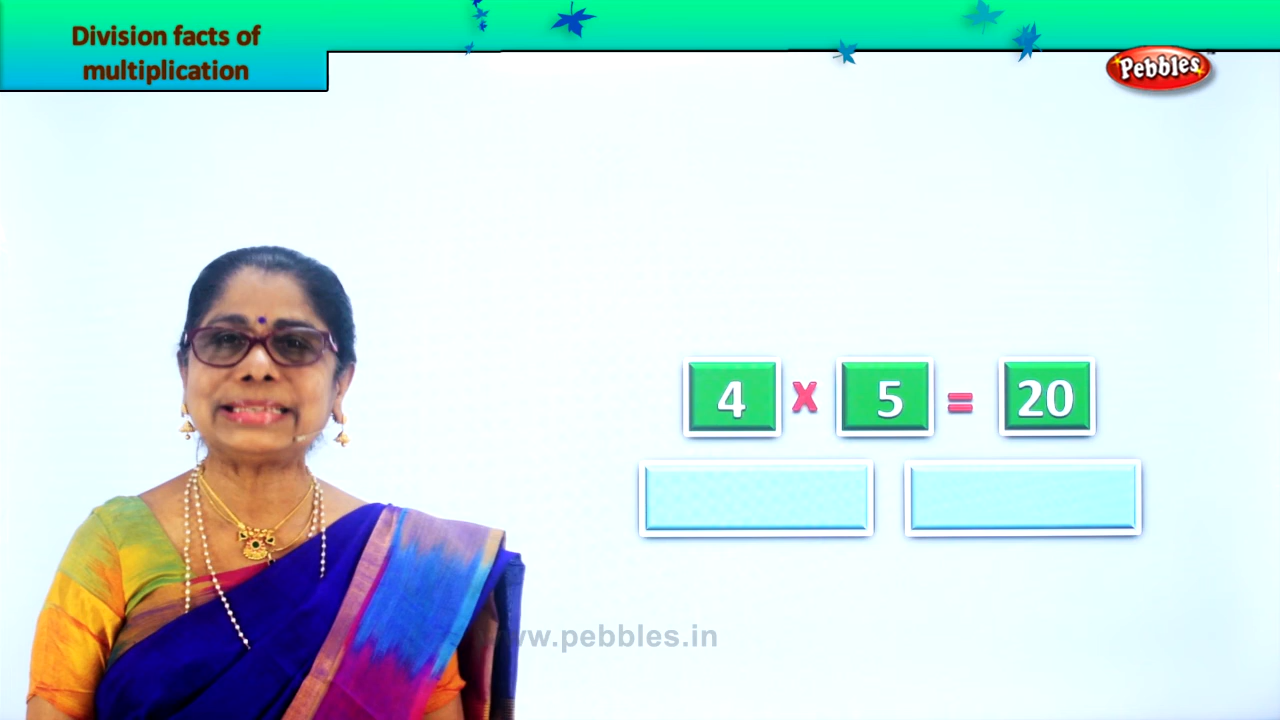 Division facts of
multiplication
Pebbles
4 x 5 = 20
www.pebbles.in